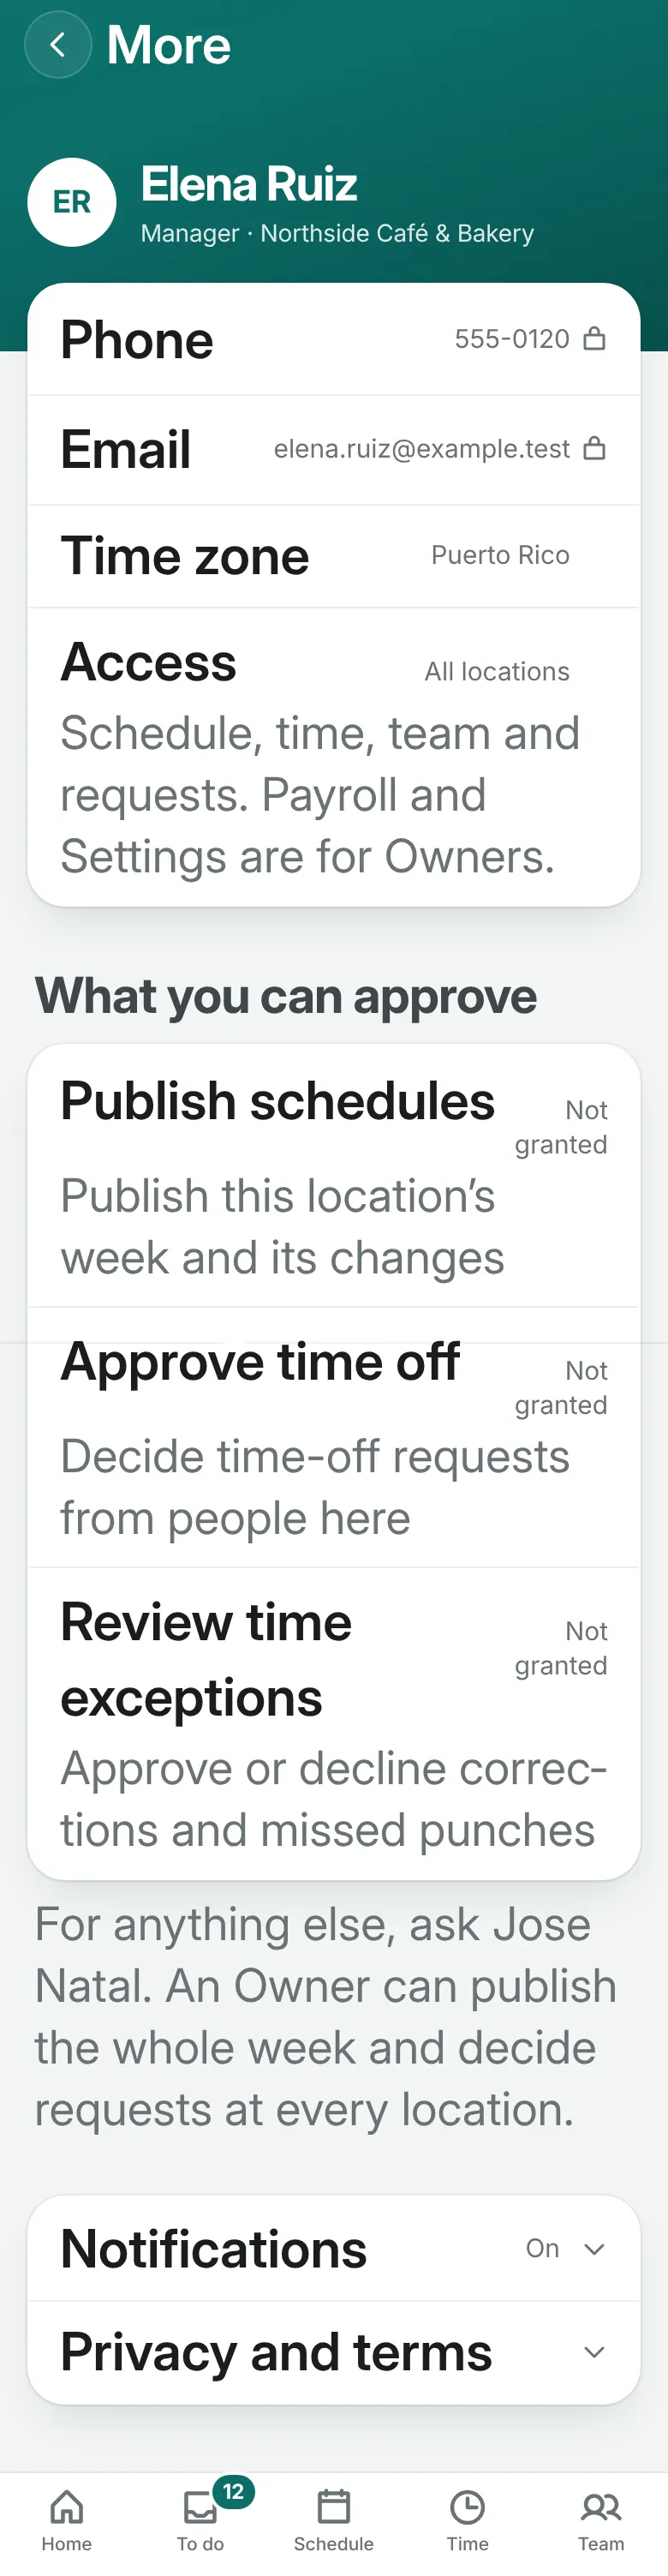 More
ER
Elena Ruiz
Manager · Northside Café & Bakery
Phone
555-0120
Email
elena.ruiz@example.test
Time zone
Puerto Rico
Access
All locations
Schedule, time, team and
requests. Payroll and
Settings are for Owners.
What you can approve
Publish schedules
Not
granted
Publish this location’s
week and its changes
Approve time off
Not
granted
Decide time-off requests
from people here
Review time
exceptions
Not
granted
Approve or decline correc-
tions and missed punches
For anything else, ask Jose
Natal. An Owner can publish
the whole week and decide
requests at every location.
Notifications
On
Privacy and terms
12
Home
To do
Schedule
Time
Team